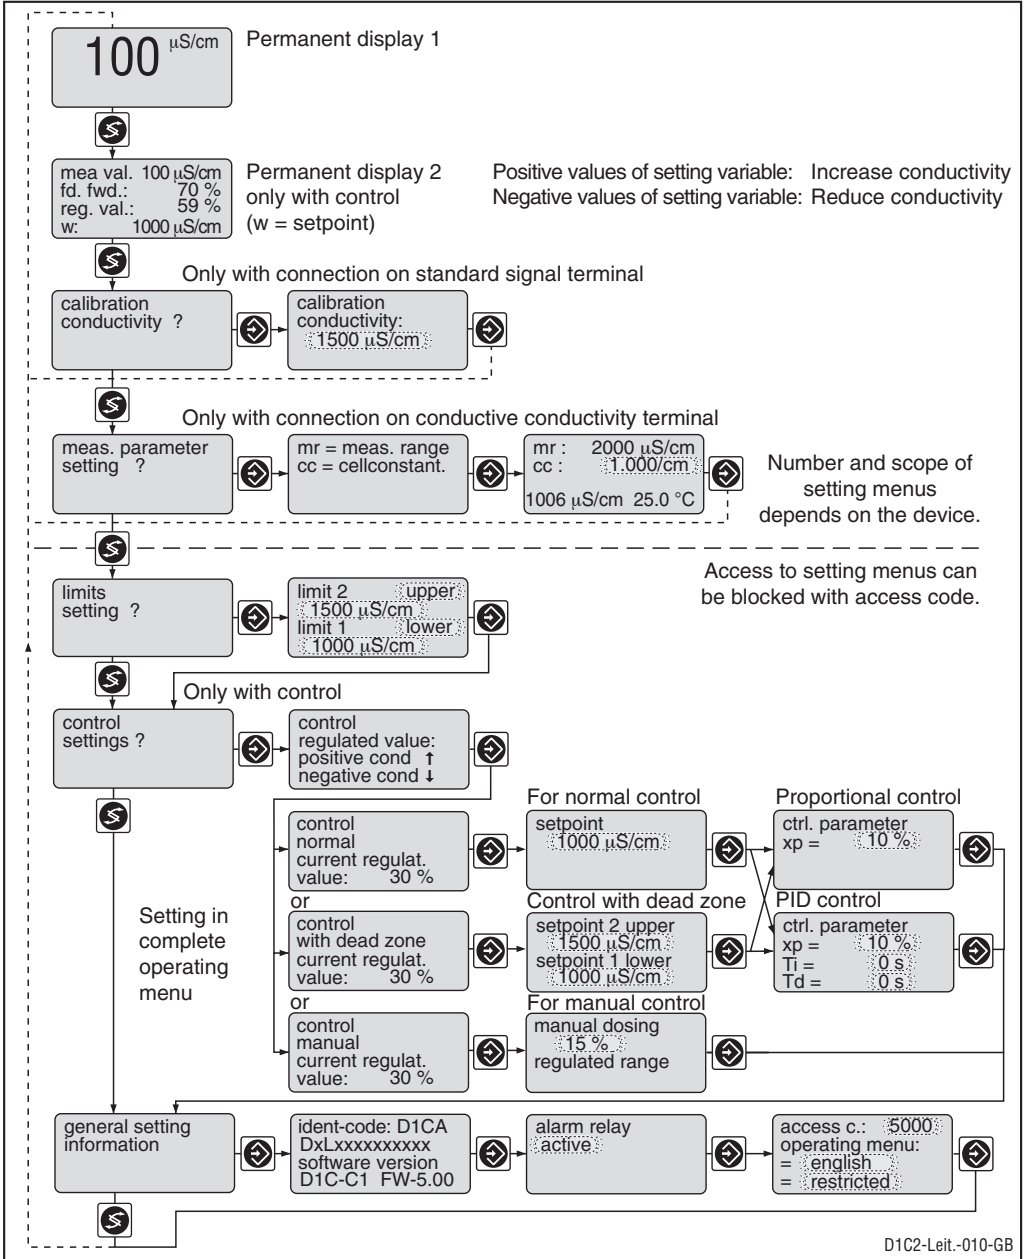 100 µS/cm
Permanent display 1
mea val. 100 µS/cm
fd. fwd.: 70 %
reg. val.: 59 %
w: 1000 µS/cm
Permanent display 2
only with control
(w = setpoint)
Positive values of setting variable: Increase conductivity
Negative values of setting variable: Reduce conductivity
Only with connection on standard signal terminal
calibration
conductivity ?
calibration
conductivity:
1500 µS/cm
Only with connection on conductive conductivity terminal
meas. parameter
setting ?
mr = meas. range
cc = cellconstant.
mr : 2000 µS/cm
cc : 1.000/cm
1006 µS/cm 25.0 °C
Number and scope of
setting menus
depends on the device.
Access to setting menus can
be blocked with access code.
limits
setting ?
limit 2 upper
1500 µS/cm
limit 1 lower
1000 µS/cm
Only with control
control
settings ?
control
regulated value:
positive cond ↑
negative cond ↓
control
normal
current regulat.
value: 30 %
For normal control
setpoint
1000 µS/cm
Proportional control
ctrl. parameter
xp = 10 %
or
control
with dead zone
current regulat.
value: 30 %
Control with dead zone
setpoint 2 upper
1500 µS/cm
setpoint 1 lower
1000 µS/cm
PID control
ctrl. parameter
xp = 10 %
Ti = 0 s
Td = 0 s
Setting in
complete
operating
menu
or
control
manual
current regulat.
value: 30 %
For manual control
manual dosing
15 %
regulated range
general setting
information
ident-code: D1CA
DxLxxxxxxxxxx
software version
D1C-C1 FW-5.00
alarm relay
active
access c.: 5000
operating menu:
= english
= restricted
D1C2-Leit.-010-GB